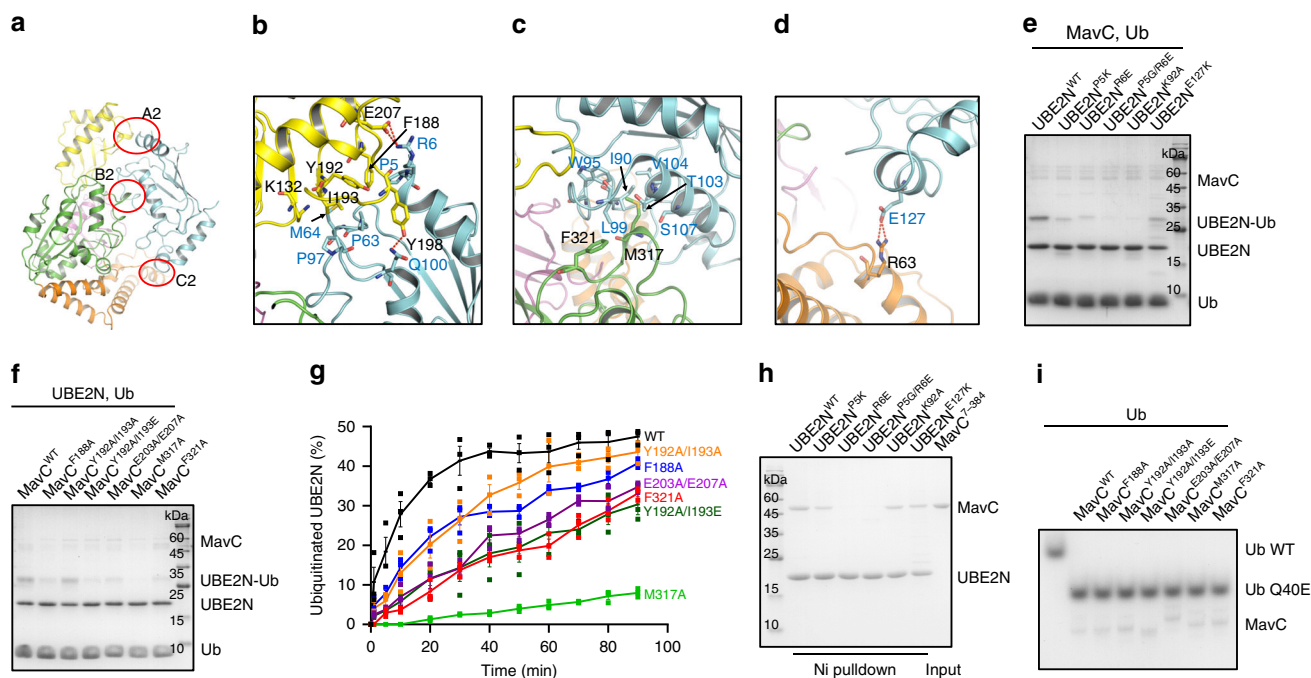 a
A2
B2
C2
b
E207
F188
R6
Y192
P5
K132
I193
M64
P63
Y198
P97
Q100
c
W95
I90
V104
T103
L99
S107
F321
M317
d
E127
R63
e
MavC, Ub
UBE2N^WT
UBE2N^P5K
UBE2N^R6E
UBE2N^P5G/R6E
UBE2N^K92A
UBE2N^E127K
kDa
60
45
35
25
15
10
MavC
UBE2N-Ub
UBE2N
Ub
f
UBE2N, Ub
MavC^WT
MavC^F188A
MavC^Y192A/I193A
MavC^Y192A/I193E
MavC^E203A/E207A
MavC^M317A
MavC^F321A
kDa
60
45
35
25
15
10
MavC
UBE2N-Ub
UBE2N
Ub
g
Ubiquitinated UBE2N (%)
50
40
30
20
10
0
0 20 40 60 80 100
Time (min)
WT
Y192A/I193A
F188A
E203A/E207A
F321A
Y192A/I193E
M317A
h
UBE2N^WT
UBE2N^P5K
UBE2N^R6E
UBE2N^P5G/R6E
UBE2N^K92A
UBE2N^E127K
MavC^7–384
kDa
60
45
35
25
15
10
MavC
UBE2N
Ni pulldown
Input
i
Ub
MavC^WT
MavC^F188A
MavC^Y192A/I193A
MavC^Y192A/I193E
MavC^E203A/E207A
MavC^M317A
MavC^F321A
Ub WT
Ub Q40E
MavC